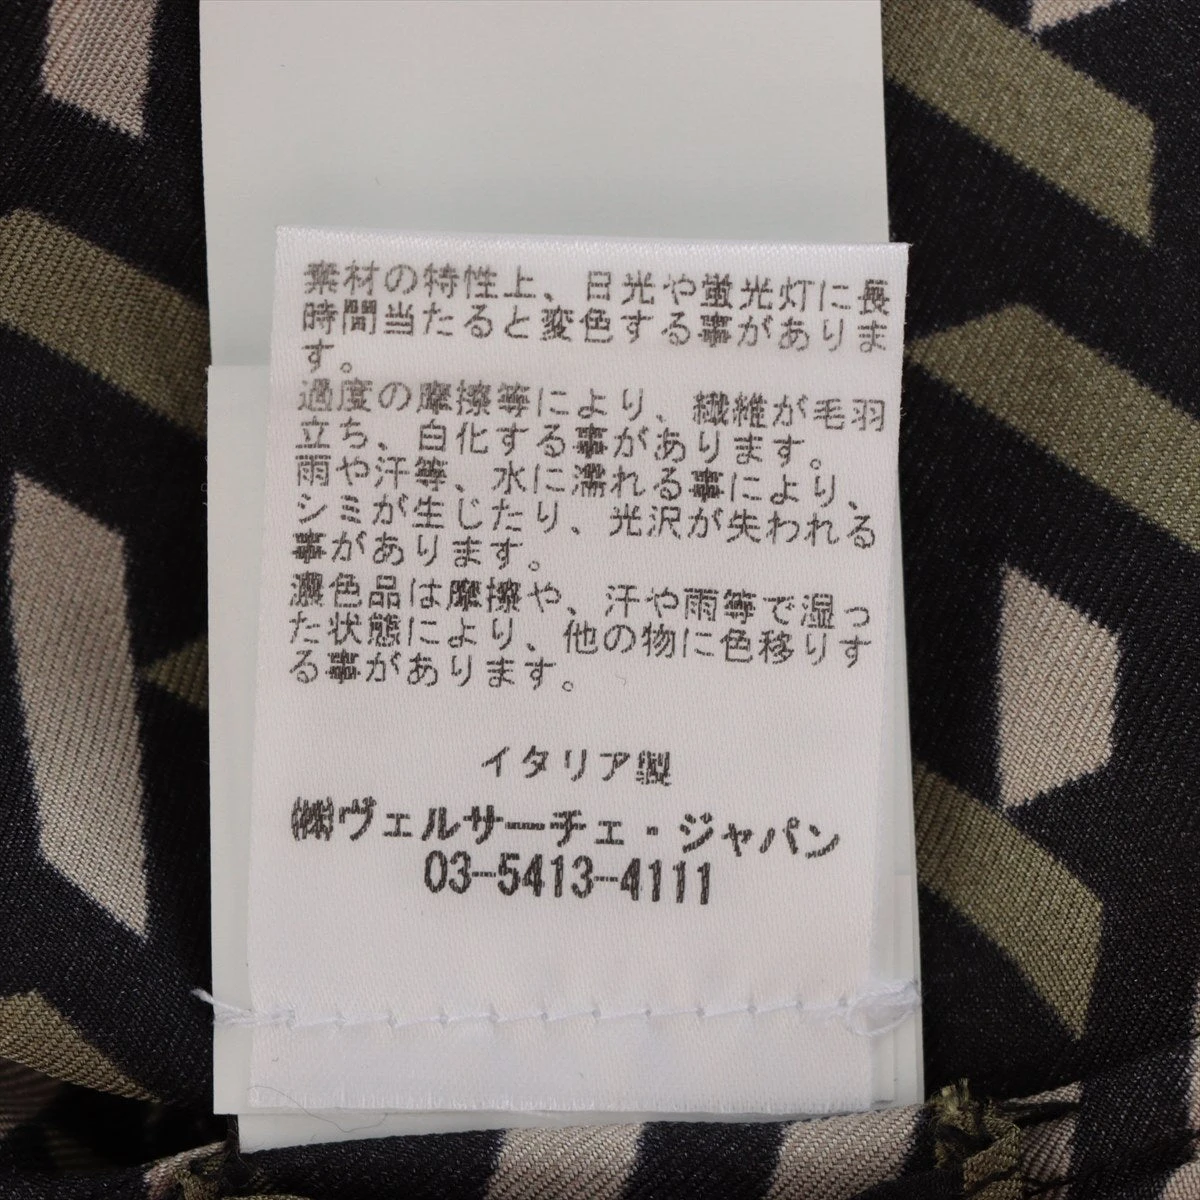 素材の特性上、日光や蛍光灯に長
時間当たると変色する事がありま
す。
過度の摩擦等により、繊維が毛羽
立ち、白化する事があります。
雨や汗等、水に濡れる事により、
シミが生じたり、光沢が失われる
事があります。
濃色品は摩擦や、汗や雨等で湿っ
た状態により、他の物に色移りす
る事があります。
イタリア製
㈱ヴェルサーチェ・ジャパン
03-5413-4111